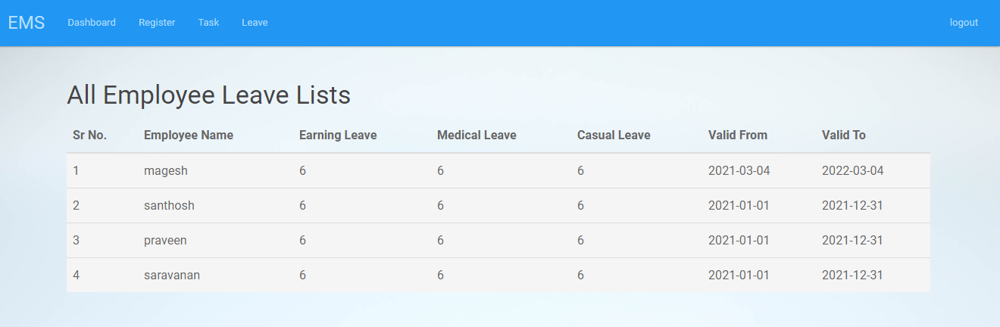 EMS Dashboard Register Task Leave logout
All Employee Leave Lists
Sr No. Employee Name Earning Leave Medical Leave Casual Leave Valid From Valid To
1 magesh 6 6 6 2021-03-04 2022-03-04
2 santhosh 6 6 6 2021-01-01 2021-12-31
3 praveen 6 6 6 2021-01-01 2021-12-31
4 saravanan 6 6 6 2021-01-01 2021-12-31